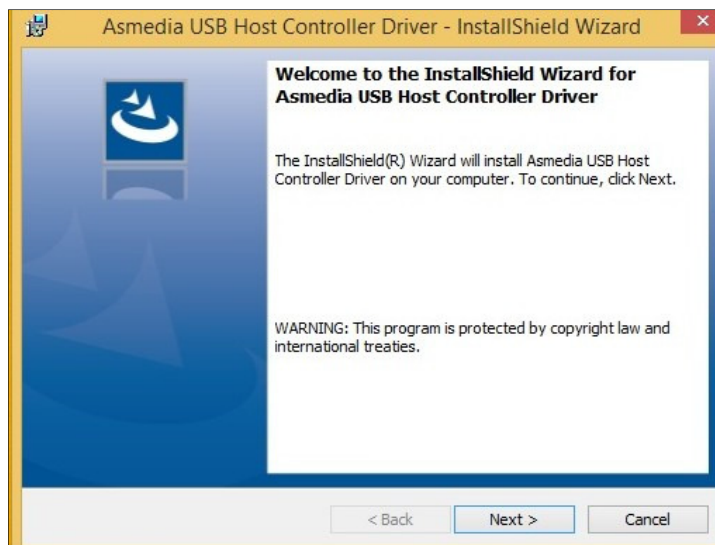 Asmedia USB Host Controller Driver - InstallShield Wizard
Welcome to the InstallShield Wizard for
Asmedia USB Host Controller Driver
The InstallShield(R) Wizard will install Asmedia USB Host
Controller Driver on your computer. To continue, click Next.
WARNING: This program is protected by copyright law and
international treaties.
< Back
Next >
Cancel